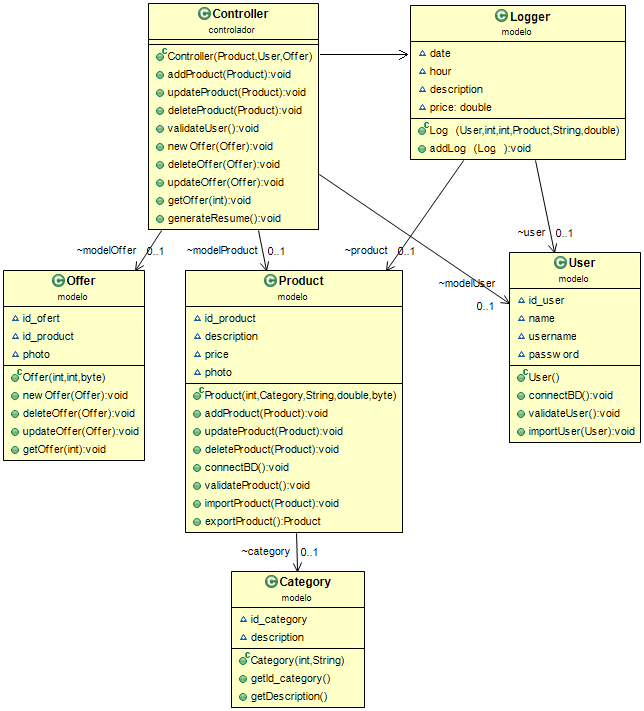 Controller
controlador
Controller(Product,User,Offer)
addProduct(Product):void
updateProduct(Product):void
deleteProduct(Product):void
validateUser():void
new Offer(Offer):void
deleteOffer(Offer):void
updateOffer(Offer):void
getOffer(int):void
generateResume():void
Logger
modelo
date
hour
description
price: double
Log (User,int,int,Product,String,double)
addLog (Log ):void
~modelOffer 0..1
~modelProduct 0..1
~product 0..1
~user 0..1
~modelUser
0..1
Offer
modelo
id_ofert
id_product
photo
Offer(int,int,byte)
new Offer(Offer):void
deleteOffer(Offer):void
updateOffer(Offer):void
getOffer(int):void
Product
modelo
id_product
description
price
photo
Product(int,Category,String,double,byte)
addProduct(Product):void
updateProduct(Product):void
deleteProduct(Product):void
connectBD():void
validateProduct():void
importProduct(Product):void
exportProduct():Product
User
modelo
id_user
name
username
passw ord
User()
connectBD():void
validateUser():void
importUser(User):void
~category 0..1
Category
modelo
id_category
description
Category(int,String)
getId_category()
getDescription()